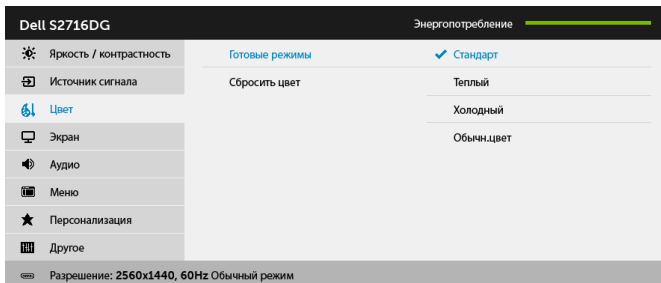 Dell S2716DG Энергопотребление
Яркость / контрастность Готовые режимы Стандарт
Источник сигнала Сбросить цвет Теплый
Цвет Холодный
Экран Обычн.цвет
Аудио
Меню
Персонализация
Другое
Разрешение: 2560x1440, 60Hz Обычный режим